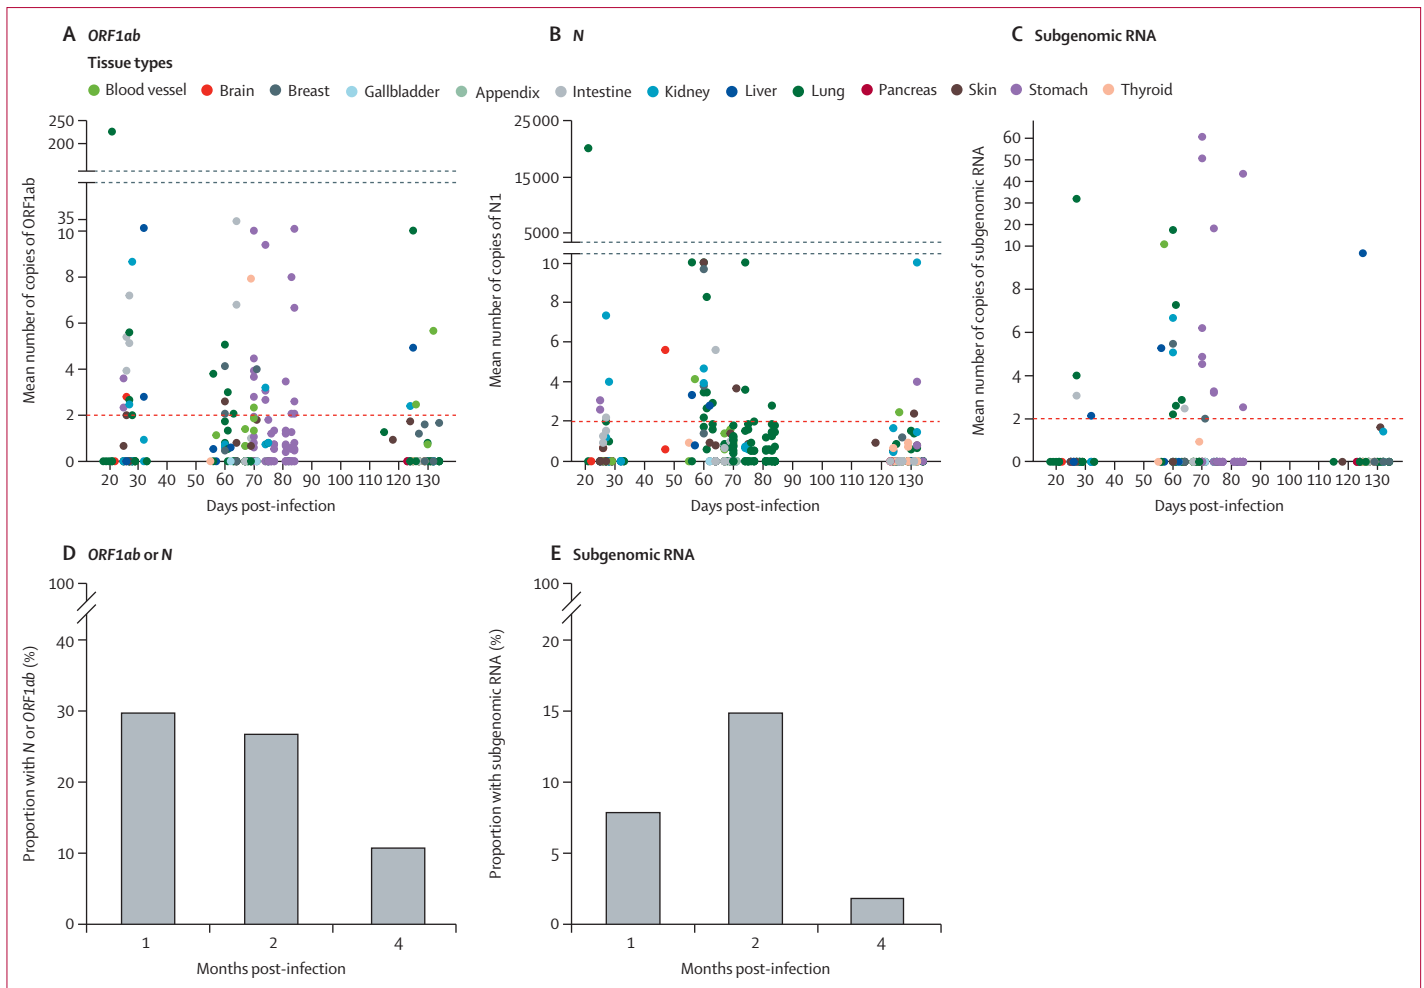 A ORF1ab
B N
C Subgenomic RNA
Tissue types
Blood vessel Brain Breast Gallbladder Appendix Intestine Kidney Liver Lung Pancreas Skin Stomach Thyroid
Mean number of copies of ORF1ab
250
200
35
10
8
6
4
2
0
20 30 40 50 60 70 80 90 100 110 120 130
Days post-infection
Mean number of copies of N1
25 000
15 000
5000
10
8
6
4
2
0
20 30 40 50 60 70 80 90 100 110 120 130
Days post-infection
Mean number of copies of subgenomic RNA
60
50
40
30
20
10
8
6
4
2
0
20 30 40 50 60 70 80 90 100 110 120 130
Days post-infection
D ORF1ab or N
Proportion with N or ORF1ab (%)
100
40
30
20
10
0
1 2 4
Months post-infection
E Subgenomic RNA
Proportion with subgenomic RNA (%)
100
20
15
10
5
0
1 2 4
Months post-infection